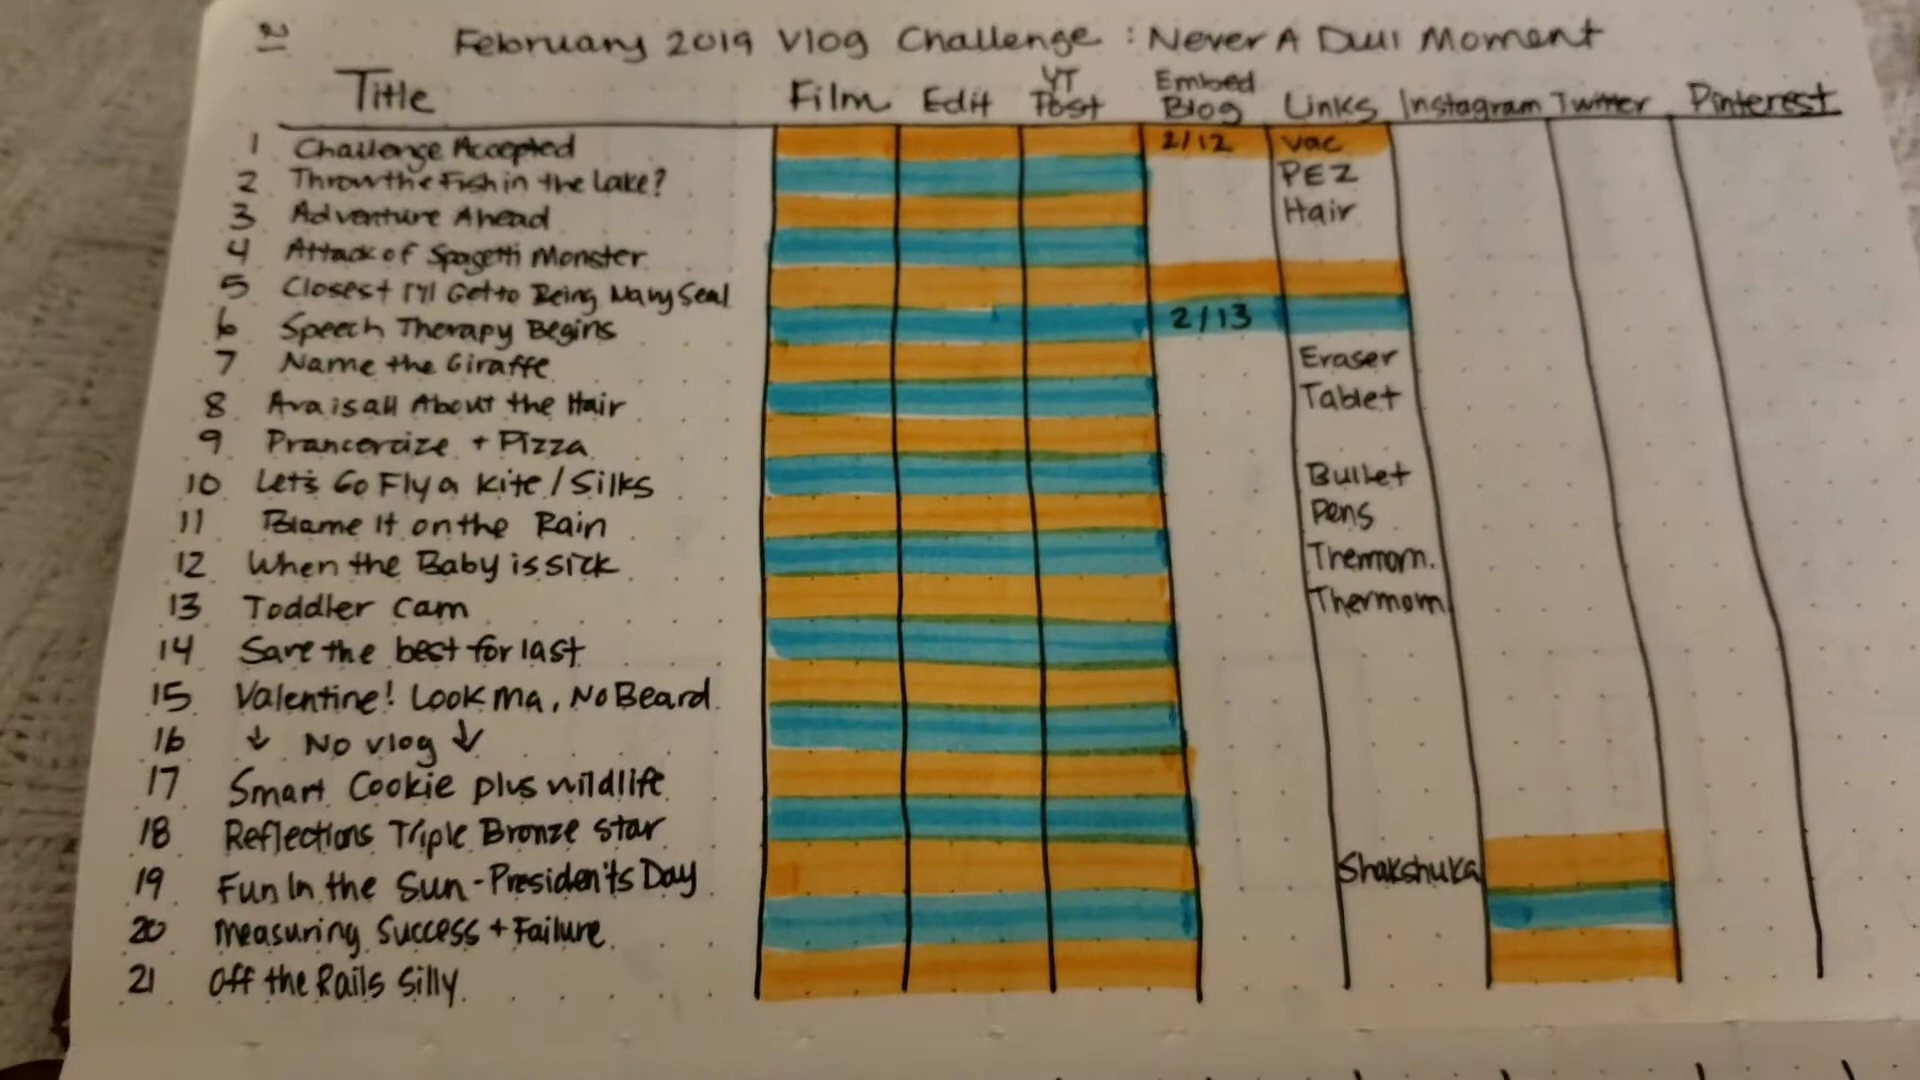 2
February 2019 Vlog Challenge : Never A Dull Moment
Title Film Edit YT Post Embed Blog Links Instagram Twitter Pinterest
1 Challenge Accepted 2/12 Vac
2 Throw the Fish in the Lake? PEZ
3 Adventure Ahead Hair
4 Attack of Spagetti Monster
5 Closest I'll Get to Being Navy Seal
6 Speech Therapy Begins 2/13
7 Name the Giraffe Eraser
8 Ava is all About the Hair Tablet
9 Prancercize + Pizza
10 Let's Go Fly a Kite / Silks Bullet
11 Blame It on the Rain Pens
12 When the Baby is sick Thermom.
13 Toddler Cam Thermom
14 Save the best for last
15 Valentine! Look Ma, No Beard
16 ↓ No vlog ↓
17 Smart Cookie plus wildlife
18 Reflections Triple Bronze Star
19 Fun In the Sun - President's Day Shakshuka
20 Measuring Success + Failure
21 Off the Rails Silly